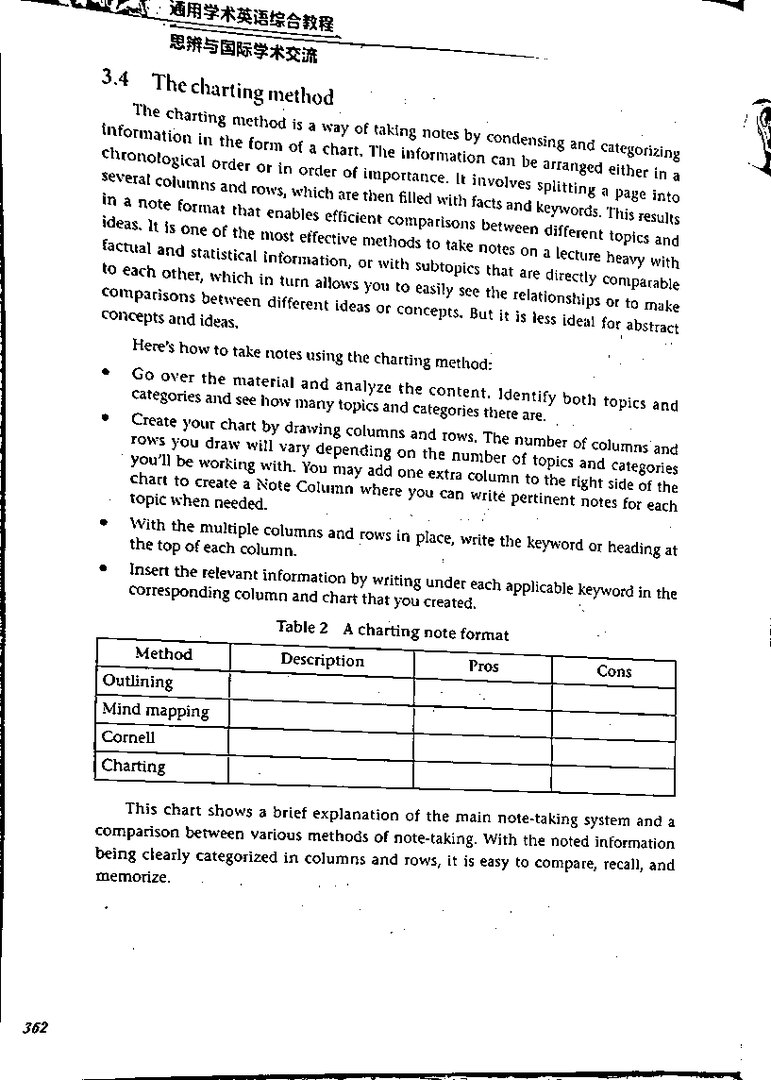 通用学术英语综合教程
思辨与国际学术交流
3.4 The charting method
The charting method is a way of taking notes by condensing and categorizing
information in the form of a chart. The information can be arranged either in a
chronological order or in order of importance. It involves splitting a page into
several columns and rows, which are then filled with facts and keywords. This results
in a note format that enables efficient comparisons between different topics and
ideas. It is one of the most effective methods to take notes on a lecture heavy with
factual and statistical information, or with subtopics that are directly comparable
to each other, which in turn allows you to easily see the relationships or to make
comparisons between different ideas or concepts. But it is less ideal for abstract
concepts and ideas.
Here's how to take notes using the charting method:
• Go over the material and analyze the content. Identify both topics and
categories and see how many topics and categories there are.
• Create your chart by drawing columns and rows. The number of columns and
rows you draw will vary depending on the number of topics and categories
you'll be working with. You may add one extra column to the right side of the
chart to create a Note Column where you can write pertinent notes for each
topic when needed.
• With the multiple columns and rows in place, write the keyword or heading at
the top of each column.
• Insert the relevant information by writing under each applicable keyword in the
corresponding column and chart that you created.
Table 2 A charting note format
Method Description Pros Cons
Outlining
Mind mapping
Cornell
Charting
This chart shows a brief explanation of the main note-taking system and a
comparison between various methods of note-taking. With the noted information
being clearly categorized in columns and rows, it is easy to compare, recall, and
memorize.
362